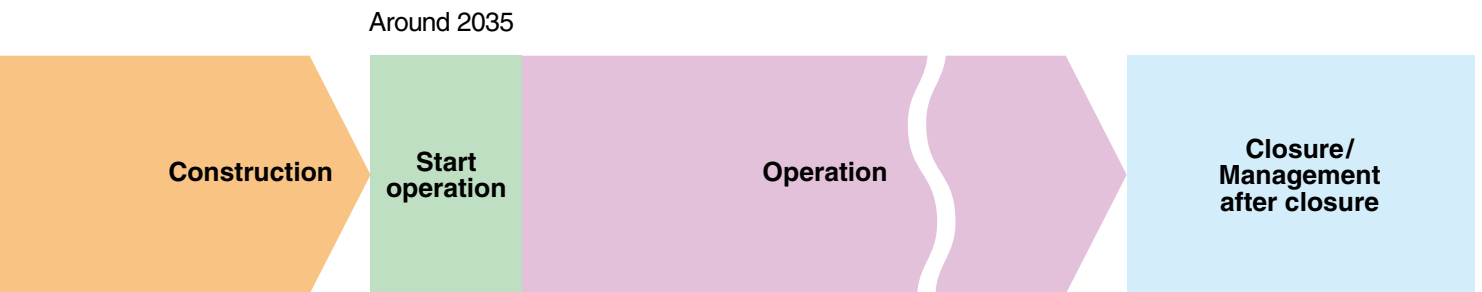 Around 2035
Construction
Start
operation
Operation
Closure/
Management
after closure